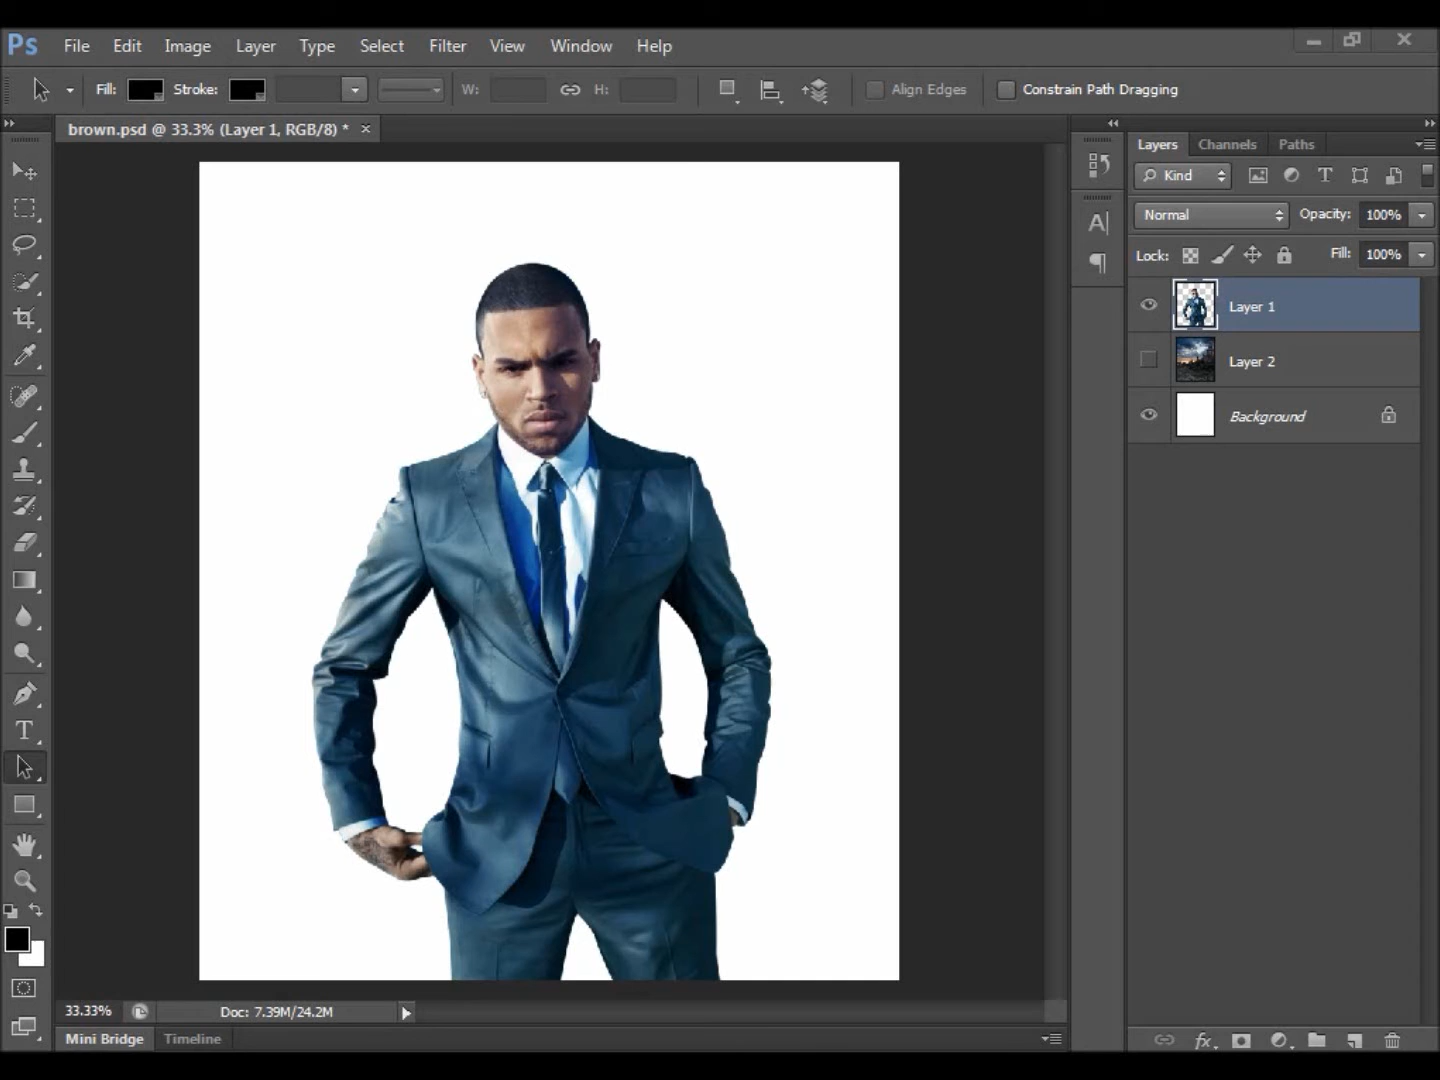 Ps File Edit Image Layer Type Select Filter View Window Help
Fill: Stroke: W: H: Align Edges Constrain Path Dragging
brown.psd @ 33.3% (Layer 1, RGB/8) * ×
Layers Channels Paths
Kind
Normal Opacity: 100%
Lock: Fill: 100%
Layer 1
Layer 2
Background
33.33% Doc: 7.39M/24.2M
Mini Bridge Timeline